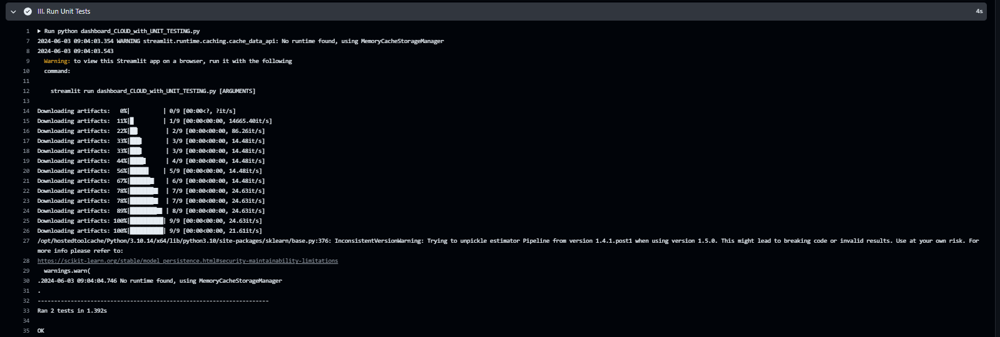 III. Run Unit Tests 4s
1 ▶ Run python dashboard_CLOUD_with_UNIT_TESTING.py
7 2024-06-03 09:04:03.354 WARNING streamlit.runtime.caching.cache_data_api: No runtime found, using MemoryCacheStorageManager
8 2024-06-03 09:04:03.543
9 Warning: to view this Streamlit app on a browser, run it with the following
10 command:
11
12 streamlit run dashboard_CLOUD_with_UNIT_TESTING.py [ARGUMENTS]
13
14 Downloading artifacts: 0%| | 0/9 [00:00<?, ?it/s]
15 Downloading artifacts: 11%|█ | 1/9 [00:00<00:00, 14665.40it/s]
16 Downloading artifacts: 22%|██▏ | 2/9 [00:00<00:00, 86.26it/s]
17 Downloading artifacts: 33%|███▎ | 3/9 [00:00<00:00, 14.48it/s]
18 Downloading artifacts: 33%|███▎ | 3/9 [00:00<00:00, 14.48it/s]
19 Downloading artifacts: 44%|████▍ | 4/9 [00:00<00:00, 14.48it/s]
20 Downloading artifacts: 56%|█████▌ | 5/9 [00:00<00:00, 14.48it/s]
21 Downloading artifacts: 67%|██████▋ | 6/9 [00:00<00:00, 14.48it/s]
22 Downloading artifacts: 78%|███████▊ | 7/9 [00:00<00:00, 24.63it/s]
23 Downloading artifacts: 78%|███████▊ | 7/9 [00:00<00:00, 24.63it/s]
24 Downloading artifacts: 89%|████████▉ | 8/9 [00:00<00:00, 24.63it/s]
25 Downloading artifacts: 100%|██████████| 9/9 [00:00<00:00, 24.63it/s]
26 Downloading artifacts: 100%|██████████| 9/9 [00:00<00:00, 21.61it/s]
27 /opt/hostedtoolcache/Python/3.10.14/x64/lib/python3.10/site-packages/sklearn/base.py:376: InconsistentVersionWarning: Trying to unpickle estimator Pipeline from version 1.4.1.post1 when using version 1.5.0. This might lead to breaking code or invalid results. Use at your own risk. For
more info please refer to:
28 https://scikit-learn.org/stable/model_persistence.html#security-maintainability-limitations
29 warnings.warn(
30 .2024-06-03 09:04:04.746 No runtime found, using MemoryCacheStorageManager
31 .
32 ----------------------------------------------------------------------
33 Ran 2 tests in 1.392s
34
35 OK